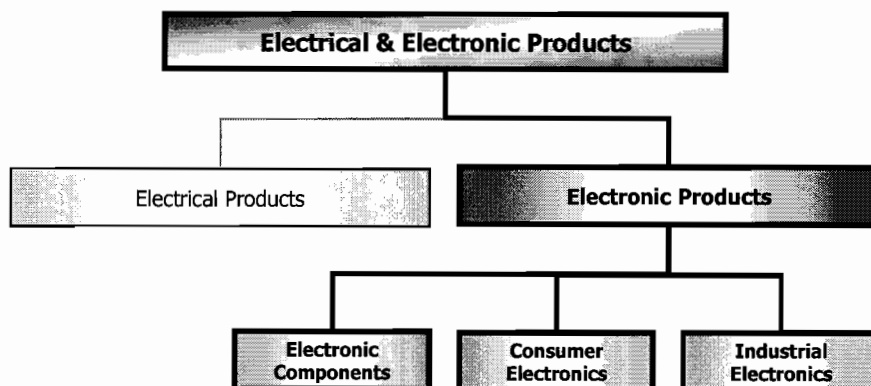 Electrical & Electronic Products
Electrical Products
Electronic Products
Electronic
Components
Consumer
Electronics
Industrial
Electronics